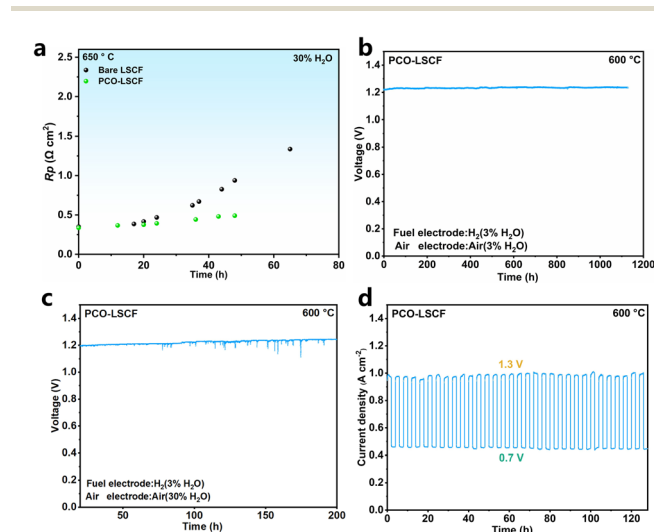 a
650 ° C
30% H₂O
Bare LSCF
PCO-LSCF
2.5
2.0
1.5
1.0
0.5
0.0
Rp (Ω cm²)
0 20 40 60 80
Time (h)
b
PCO-LSCF
600 °C
1.4
1.2
1.0
0.8
0.6
0.4
0.2
0.0
Voltage (V)
Fuel electrode:H₂(3% H₂O)
Air electrode:Air(3% H₂O)
0 200 400 600 800 1000 1200
Time (h)
c
PCO-LSCF
600 °C
1.4
1.2
1.0
0.8
0.6
0.4
0.2
0.0
Voltage (V)
Fuel electrode:H₂(3% H₂O)
Air electrode:Air(30% H₂O)
50 100 150 200
Time (h)
d
PCO-LSCF
600 °C
1.4
1.2
1.0
0.8
0.6
0.4
0.2
0.0
Current density (A cm⁻²)
1.3 V
0.7 V
0 20 40 60 80 100 120
Time (h)